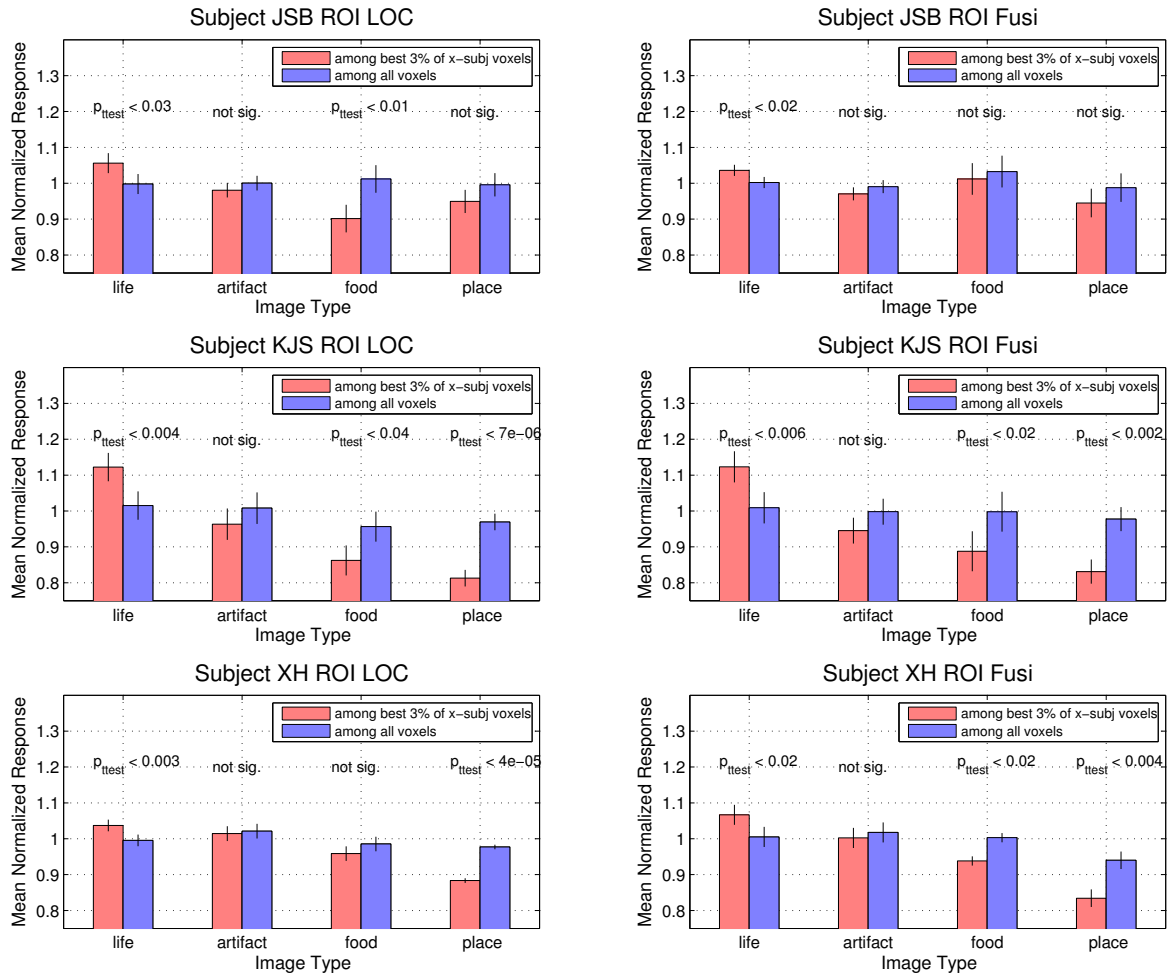 Subject JSB ROI LOC
Mean Normalized Response
1.3
1.2
1.1
1
0.9
0.8
among best 3% of x-subj voxels
among all voxels
p_ttest < 0.03
not sig.
p_ttest < 0.01
not sig.
life artifact food place
Image Type
Subject JSB ROI Fusi
Mean Normalized Response
1.3
1.2
1.1
1
0.9
0.8
among best 3% of x-subj voxels
among all voxels
p_ttest < 0.02
not sig.
not sig.
not sig.
life artifact food place
Image Type
Subject KJS ROI LOC
Mean Normalized Response
1.3
1.2
1.1
1
0.9
0.8
among best 3% of x-subj voxels
among all voxels
p_ttest < 0.004
not sig.
p_ttest < 0.04
p_ttest < 7e-06
life artifact food place
Image Type
Subject KJS ROI Fusi
Mean Normalized Response
1.3
1.2
1.1
1
0.9
0.8
among best 3% of x-subj voxels
among all voxels
p_ttest < 0.006
not sig.
p_ttest < 0.02
p_ttest < 0.002
life artifact food place
Image Type
Subject XH ROI LOC
Mean Normalized Response
1.3
1.2
1.1
1
0.9
0.8
among best 3% of x-subj voxels
among all voxels
p_ttest < 0.003
not sig.
not sig.
p_ttest < 4e-05
life artifact food place
Image Type
Subject XH ROI Fusi
Mean Normalized Response
1.3
1.2
1.1
1
0.9
0.8
among best 3% of x-subj voxels
among all voxels
p_ttest < 0.02
not sig.
p_ttest < 0.02
p_ttest < 0.004
life artifact food place
Image Type